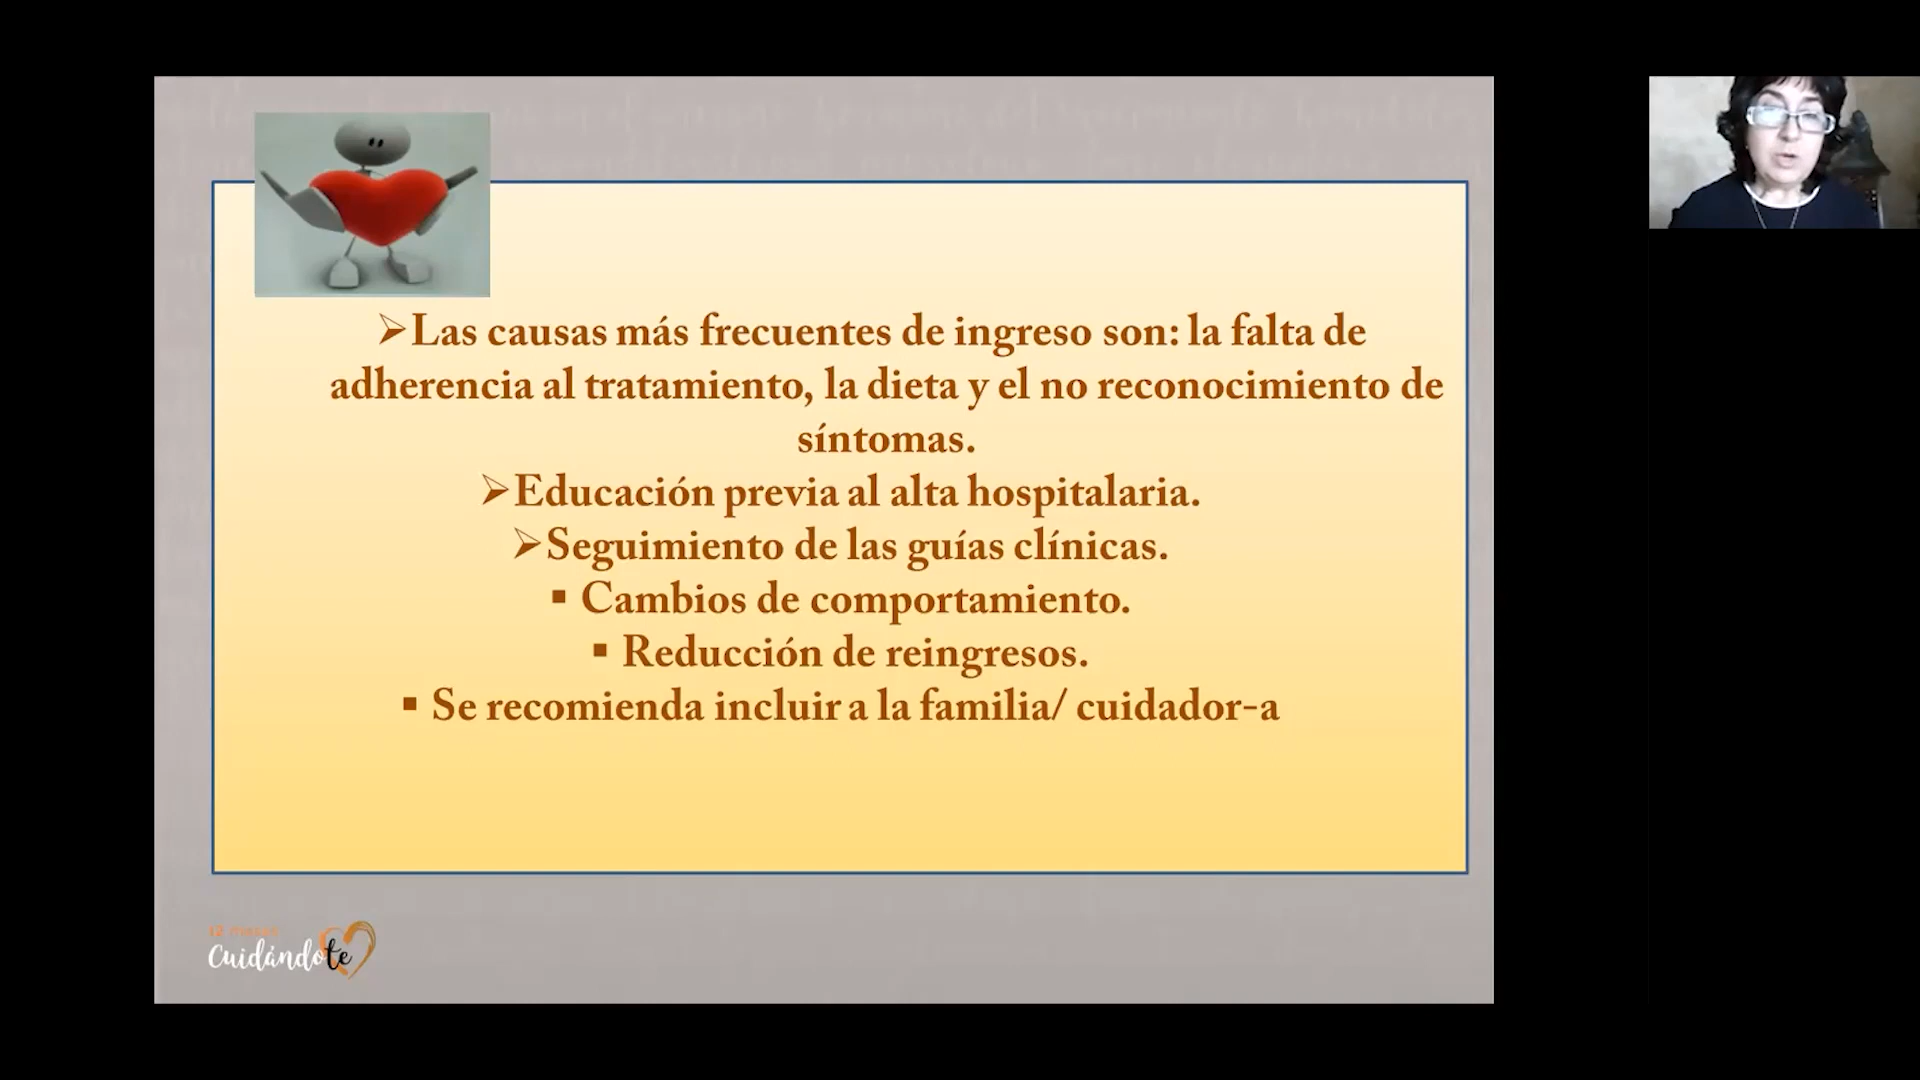 ➢Las causas más frecuentes de ingreso son: la falta de
adherencia al tratamiento, la dieta y el no reconocimiento de
síntomas.
➢Educación previa al alta hospitalaria.
➢Seguimiento de las guías clínicas.
▪ Cambios de comportamiento.
▪ Reducción de reingresos.
▪ Se recomienda incluir a la familia/ cuidador-a
12 meses
Cuidándote